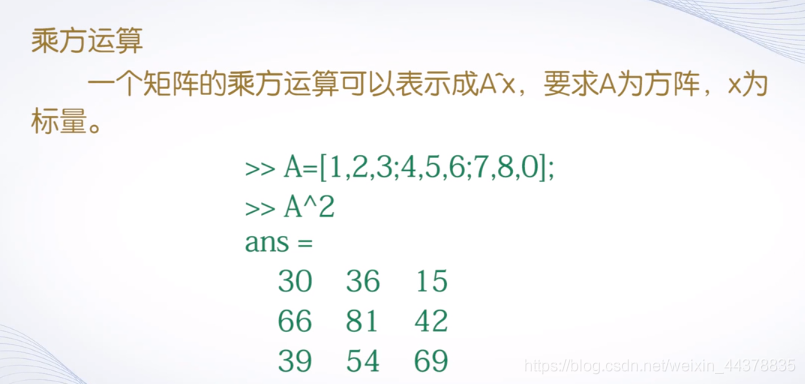 乘方运算
一个矩阵的乘方运算可以表示成A^x，要求A为方阵，x为
标量。
>> A=[1,2,3;4,5,6;7,8,0];
>> A^2
ans =
30 36 15
66 81 42
39 54 69
https://blog.csdn.net/weixin_44378835